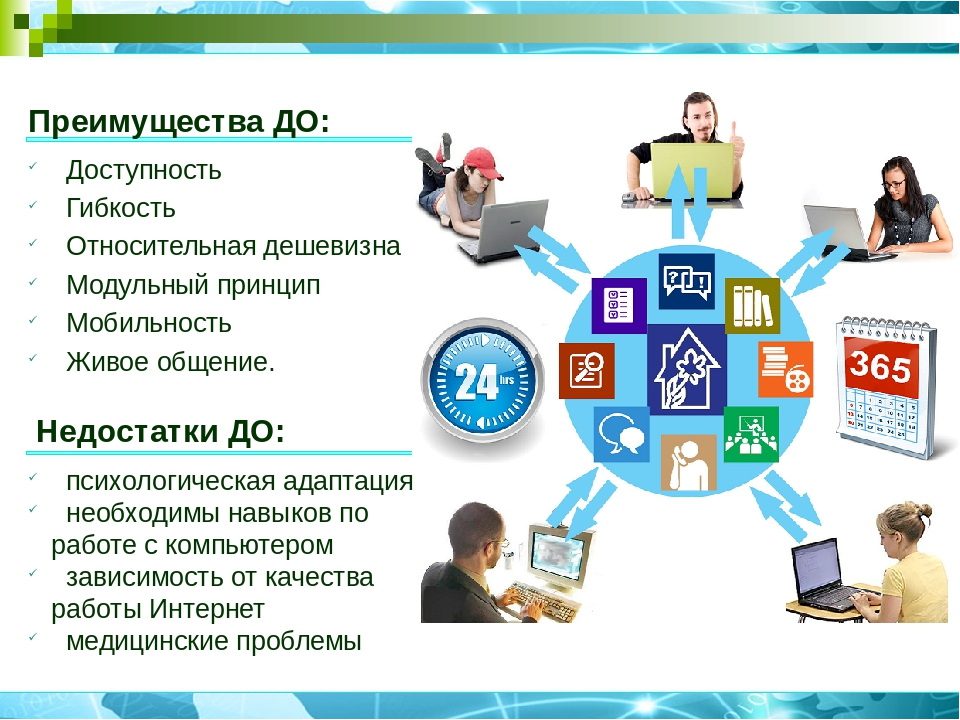 Преимущества ДО:
Доступность
Гибкость
Относительная дешевизна
Модульный принцип
Мобильность
Живое общение.
Недостатки ДО:
психологическая адаптация
необходимы навыков по
работе с компьютером
зависимость от качества
работы Интернет
медицинские проблемы
24 hrs
365
? !